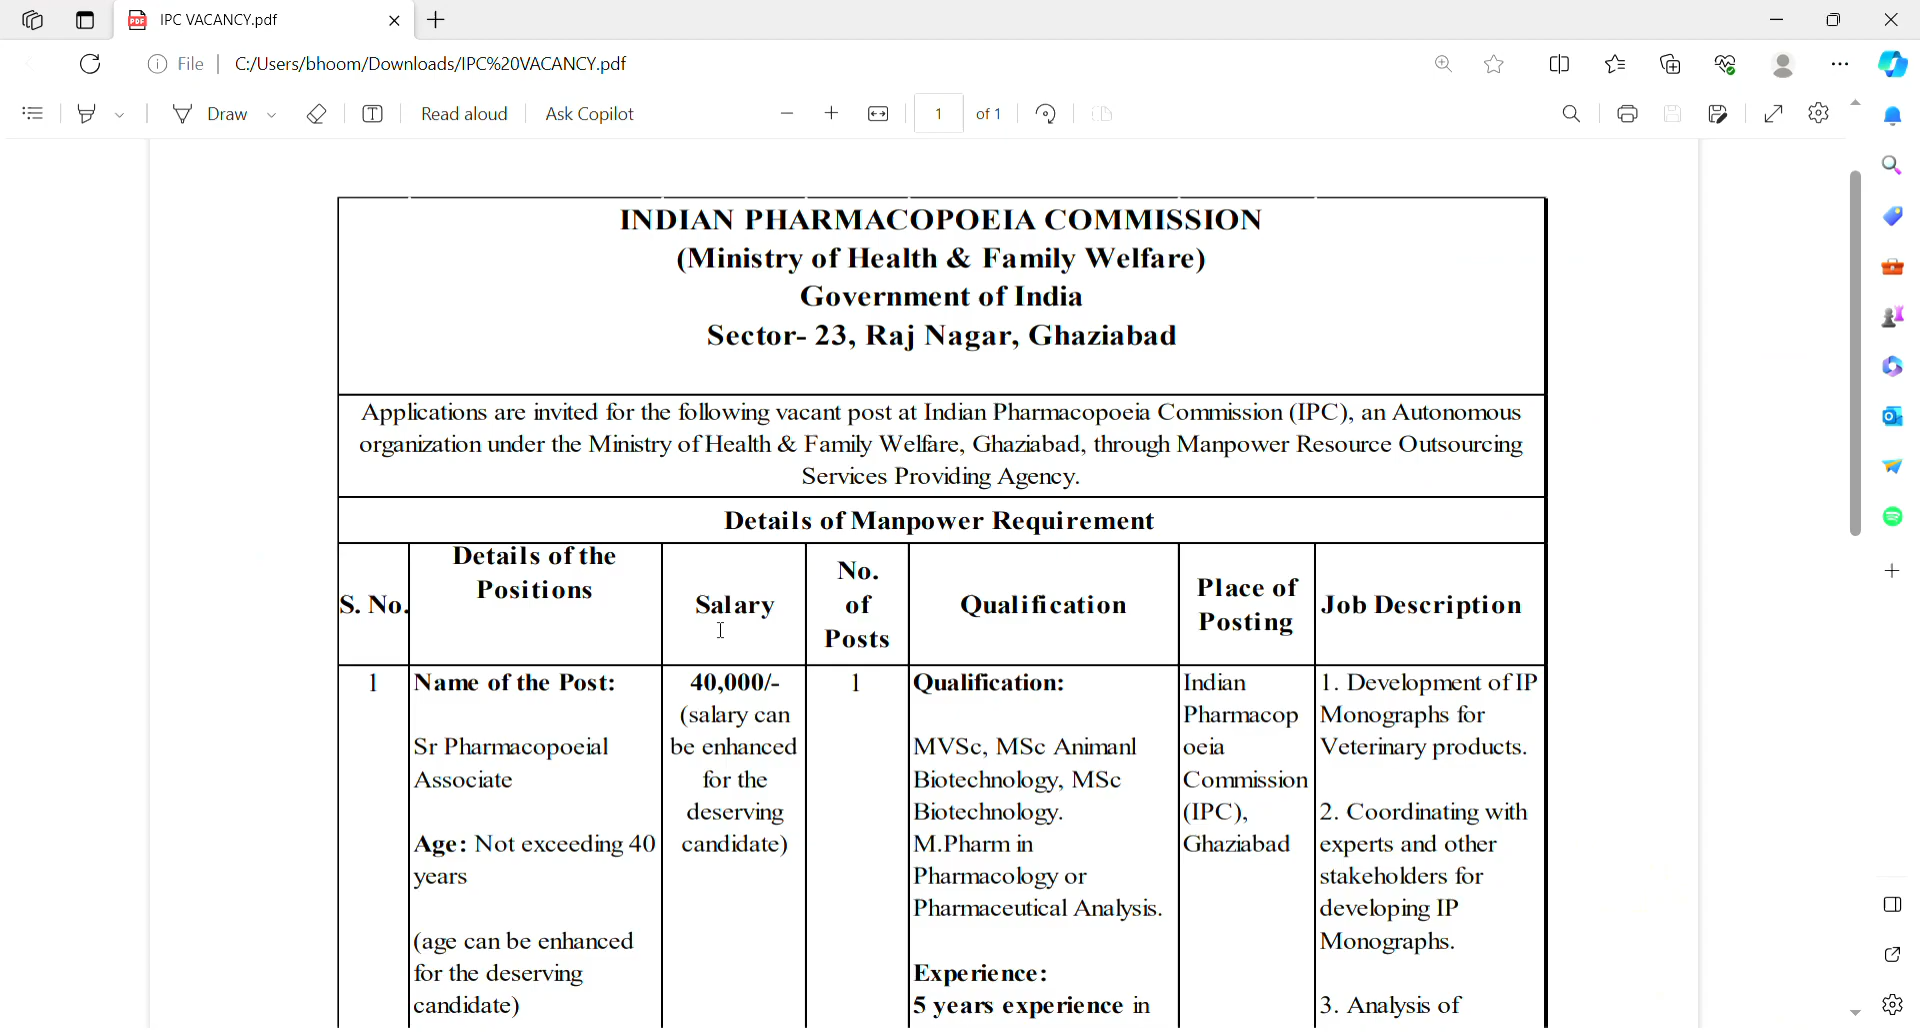 IPC VACANCY.pdf
File
C:/Users/bhoom/Downloads/IPC%20VACANCY.pdf
Draw
Read aloud
Ask Copilot
1
of 1
INDIAN PHARMACOPOEIA COMMISSION
(Ministry of Health & Family Welfare)
Government of India
Sector- 23, Raj Nagar, Ghaziabad
Applications are invited for the following vacant post at Indian Pharmacopoeia Commission (IPC), an Autonomous
organization under the Ministry of Health & Family Welfare, Ghaziabad, through Manpower Resource Outsourcing
Services Providing Agency.
Details of Manpower Requirement
S. No.
Details of the
Positions
Salary
No.
of
Posts
Qualification
Place of
Posting
Job Description
1
Name of the Post:
Sr Pharmacopoeial
Associate
Age: Not exceeding 40
years
(age can be enhanced
for the deserving
candidate)
40,000/-
(salary can
be enhanced
for the
deserving
candidate)
1
Qualification:
MVSc, MSc Animanl
Biotechnology, MSc
Biotechnology.
M.Pharm in
Pharmacology or
Pharmaceutical Analysis.
Experience:
5 years experience in
Indian
Pharmacop
oeia
Commission
(IPC),
Ghaziabad
1. Development of IP
Monographs for
Veterinary products.
2. Coordinating with
experts and other
stakeholders for
developing IP
Monographs.
3. Analysis of